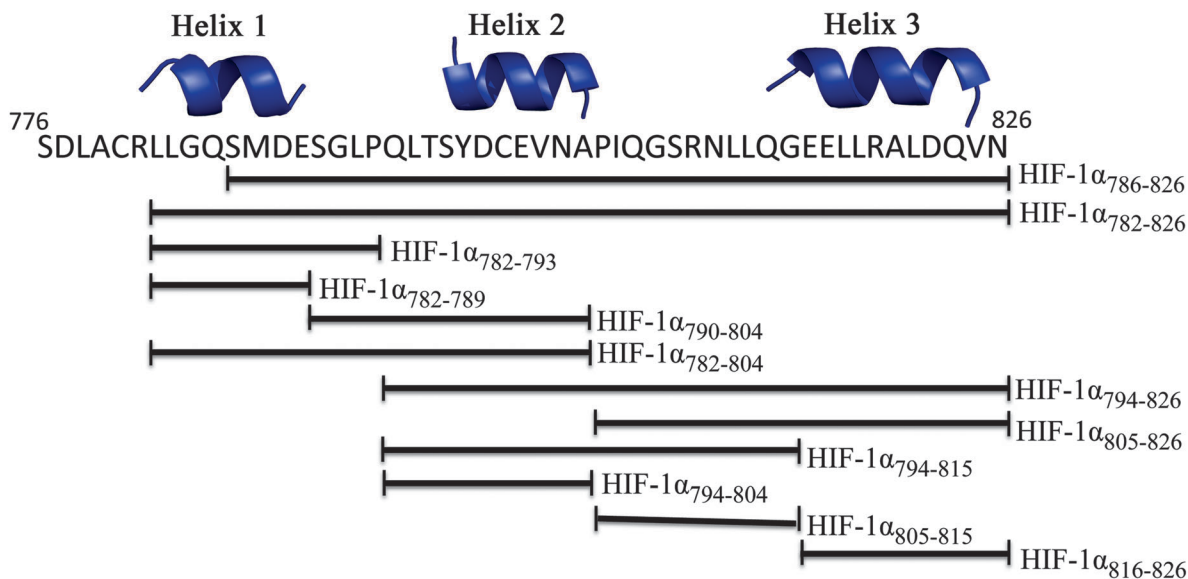 Helix 1 Helix 2 Helix 3
776 826
SDLACRLLGQSMDESGLPQLTSYDCEVNAPIQGSRNLLQGEELLRALDQVN
HIF-1α786-826
HIF-1α782-826
HIF-1α782-793
HIF-1α782-789
HIF-1α790-804
HIF-1α782-804
HIF-1α794-826
HIF-1α805-826
HIF-1α794-815
HIF-1α794-804
HIF-1α805-815
HIF-1α816-826